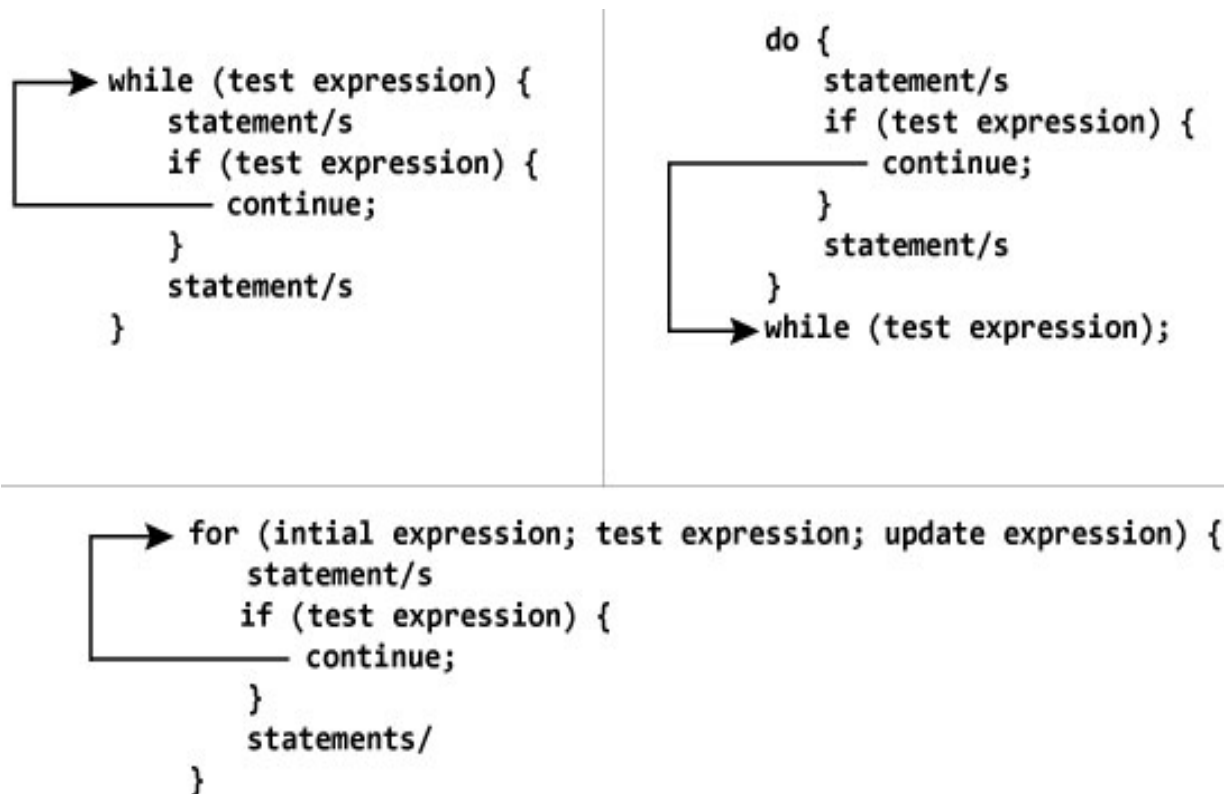 while (test expression) {
statement/s
if (test expression) {
continue;
}
statement/s
}
do {
statement/s
if (test expression) {
continue;
}
statement/s
}
while (test expression);
for (intial expression; test expression; update expression) {
statement/s
if (test expression) {
continue;
}
statements/
}